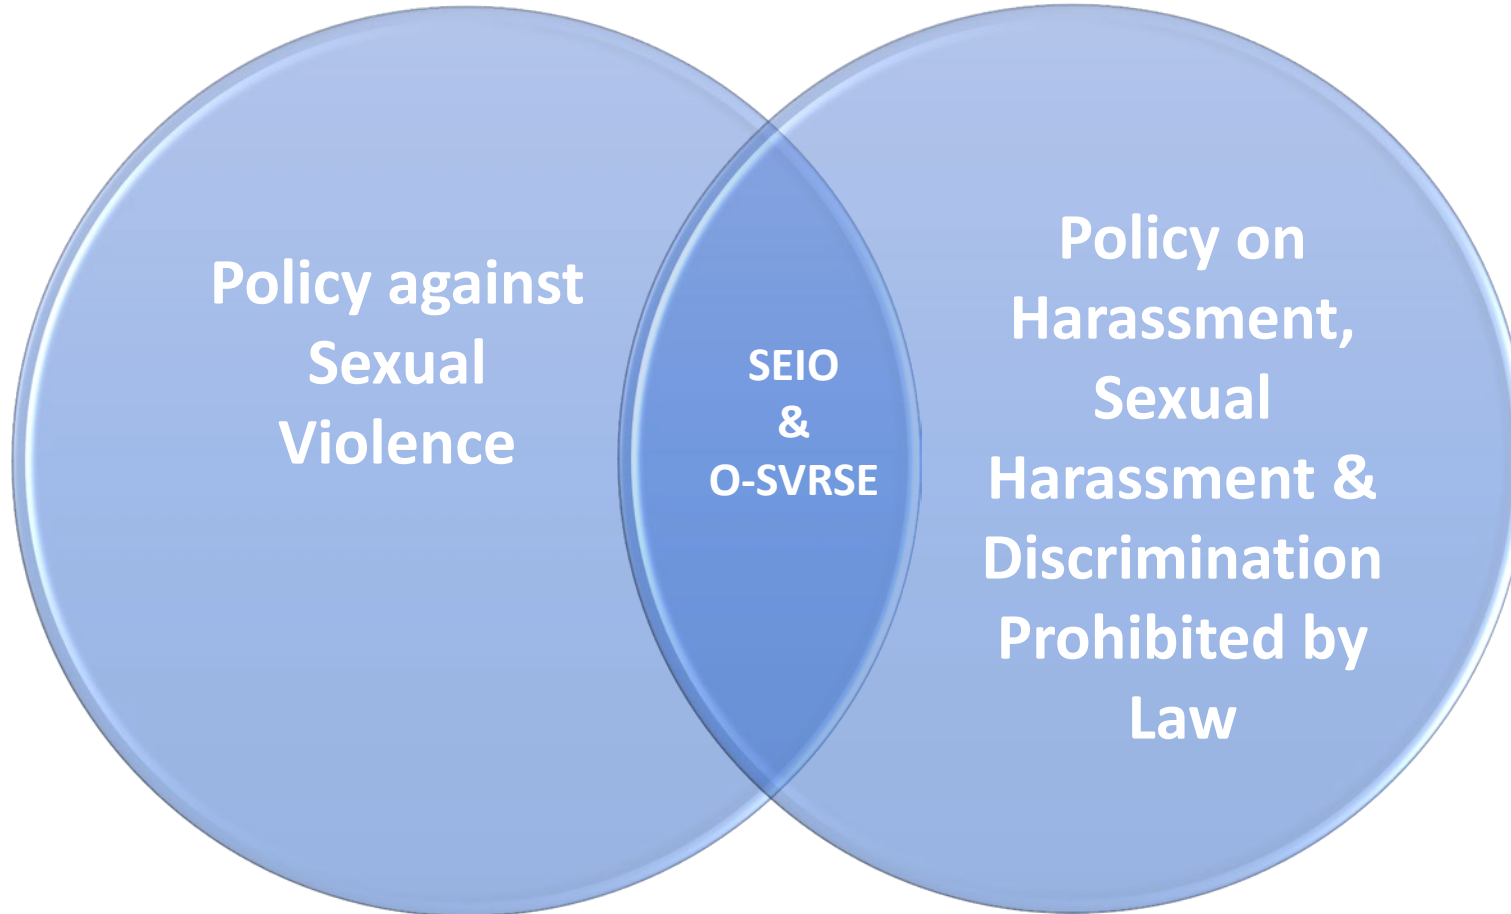 Policy against
Sexual
Violence
SEIO
&
O-SVRSE
Policy on
Harassment,
Sexual
Harassment &
Discrimination
Prohibited by
Law